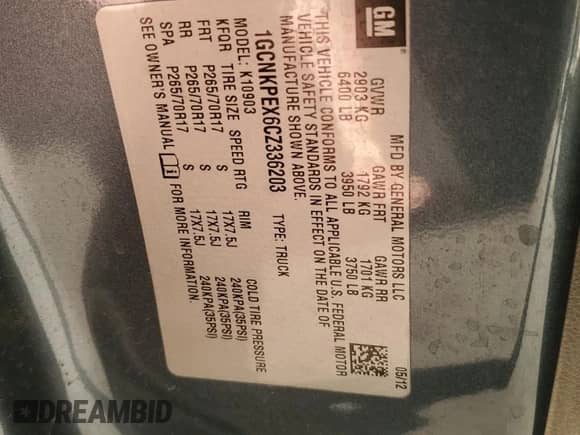 GM
MFD BY GENERAL MOTORS LLC 05/12
GVWR GAWR FRT GAWR RR
2903 KG 1792 KG 1701 KG
6400 LB 3950 LB 3750 LB
THIS VEHICLE CONFORMS TO ALL APPLICABLE U.S. FEDERAL MOTOR
VEHICLE SAFETY STANDARDS IN EFFECT ON THE DATE OF
MANUFACTURE SHOWN ABOVE.
1GCNKPEX6CZ336203 TYPE: TRUCK
MODEL: K10903
KFQR TIRE SIZE SPEED RTG RIM COLD TIRE PRESSURE
FRT P265/70R17 S 17X7.5J 240KPA(35PSI)
RR P265/70R17 S 17X7.5J 240KPA(35PSI)
SPA P265/70R17 S 17X7.5J 240KPA(35PSI)
SEE OWNER'S MANUAL FOR MORE INFORMATION.
DREAMBID